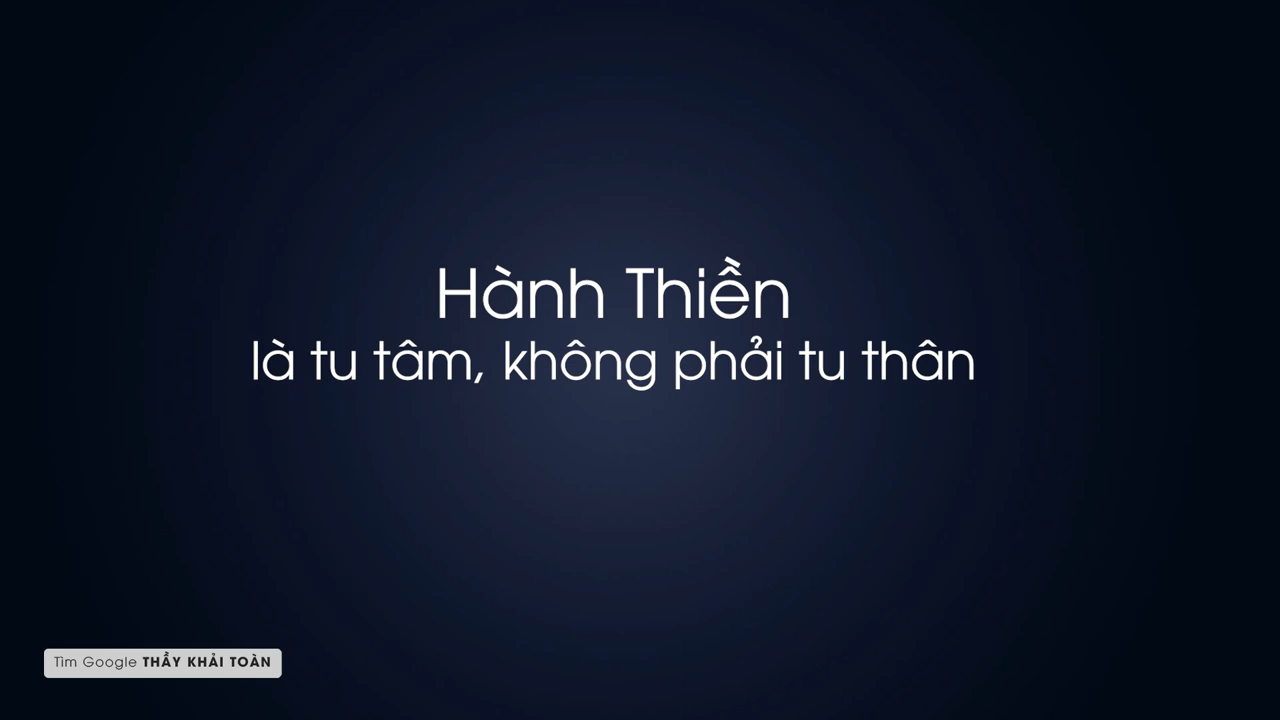 Hành Thiền
là tu tâm, không phải tu thân
Tìm Google THẦY KHẢI TOÀN